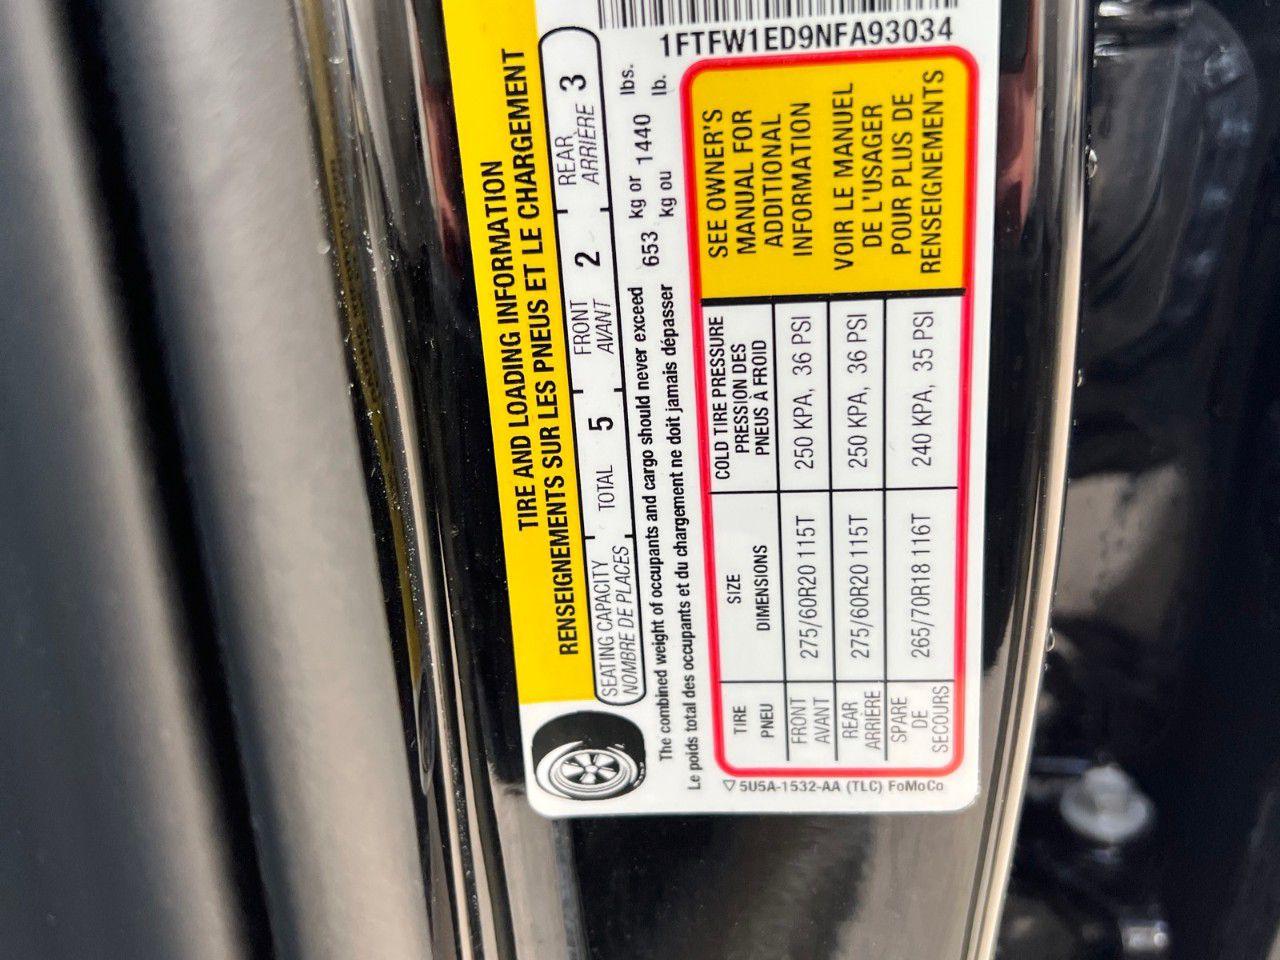 1FTFW1ED9NFA93034
TIRE AND LOADING INFORMATION
RENSEIGNEMENTS SUR LES PNEUS ET LE CHARGEMENT
SEATING CAPACITY TOTAL 5 FRONT 2 REAR 3
NOMBRE DE PLACES AVANT ARRIÈRE
The combined weight of occupants and cargo should never exceed 653 kg or 1440 lbs.
Le poids total des occupants et du chargement ne doit jamais dépasser kg ou lb.
TIRE
PNEU
SIZE
DIMENSIONS
COLD TIRE PRESSURE
PRESSION DES
PNEUS À FROID
FRONT
AVANT
275/60R20 115T
250 KPA, 36 PSI
REAR
ARRIÈRE
275/60R20 115T
250 KPA, 36 PSI
SPARE
DE
SECOURS
265/70R18 116T
240 KPA, 35 PSI
SEE OWNER'S
MANUAL FOR
ADDITIONAL
INFORMATION
VOIR LE MANUEL
DE L'USAGER
POUR PLUS DE
RENSEIGNEMENTS
5U5A-1532-AA (TLC) FoMoCo